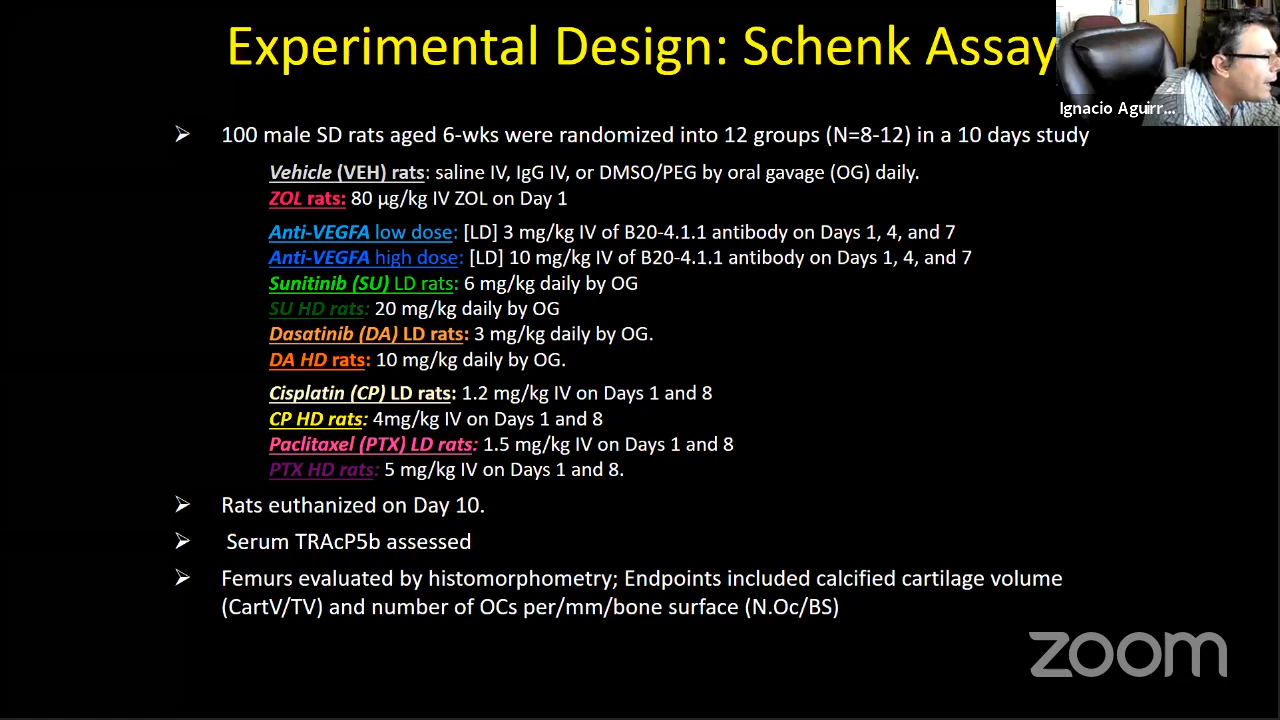 Experimental Design: Schenk Assay
Ignacio Aguirr...
➢ 100 male SD rats aged 6-wks were randomized into 12 groups (N=8-12) in a 10 days study
Vehicle (VEH) rats: saline IV, IgG IV, or DMSO/PEG by oral gavage (OG) daily.
ZOL rats: 80 µg/kg IV ZOL on Day 1
Anti-VEGFA low dose: [LD] 3 mg/kg IV of B20-4.1.1 antibody on Days 1, 4, and 7
Anti-VEGFA high dose: [LD] 10 mg/kg IV of B20-4.1.1 antibody on Days 1, 4, and 7
Sunitinib (SU) LD rats: 6 mg/kg daily by OG
SU HD rats: 20 mg/kg daily by OG
Dasatinib (DA) LD rats: 3 mg/kg daily by OG.
DA HD rats: 10 mg/kg daily by OG.
Cisplatin (CP) LD rats: 1.2 mg/kg IV on Days 1 and 8
CP HD rats: 4mg/kg IV on Days 1 and 8
Paclitaxel (PTX) LD rats: 1.5 mg/kg IV on Days 1 and 8
PTX HD rats: 5 mg/kg IV on Days 1 and 8.
➢ Rats euthanized on Day 10.
➢ Serum TRAcP5b assessed
➢ Femurs evaluated by histomorphometry; Endpoints included calcified cartilage volume
(CartV/TV) and number of OCs per/mm/bone surface (N.Oc/BS)
zoom